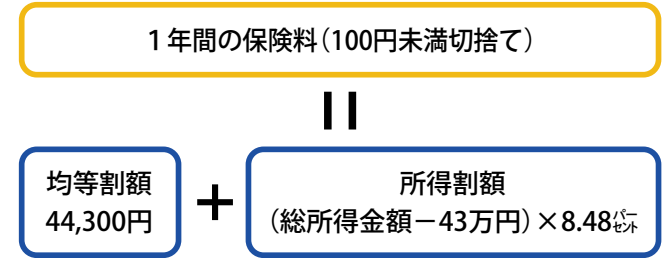 1年間の保険料(100円未満切捨て)
=
均等割額
44,300円
+
所得割額
(総所得金額-43万円)×8.48パーセント